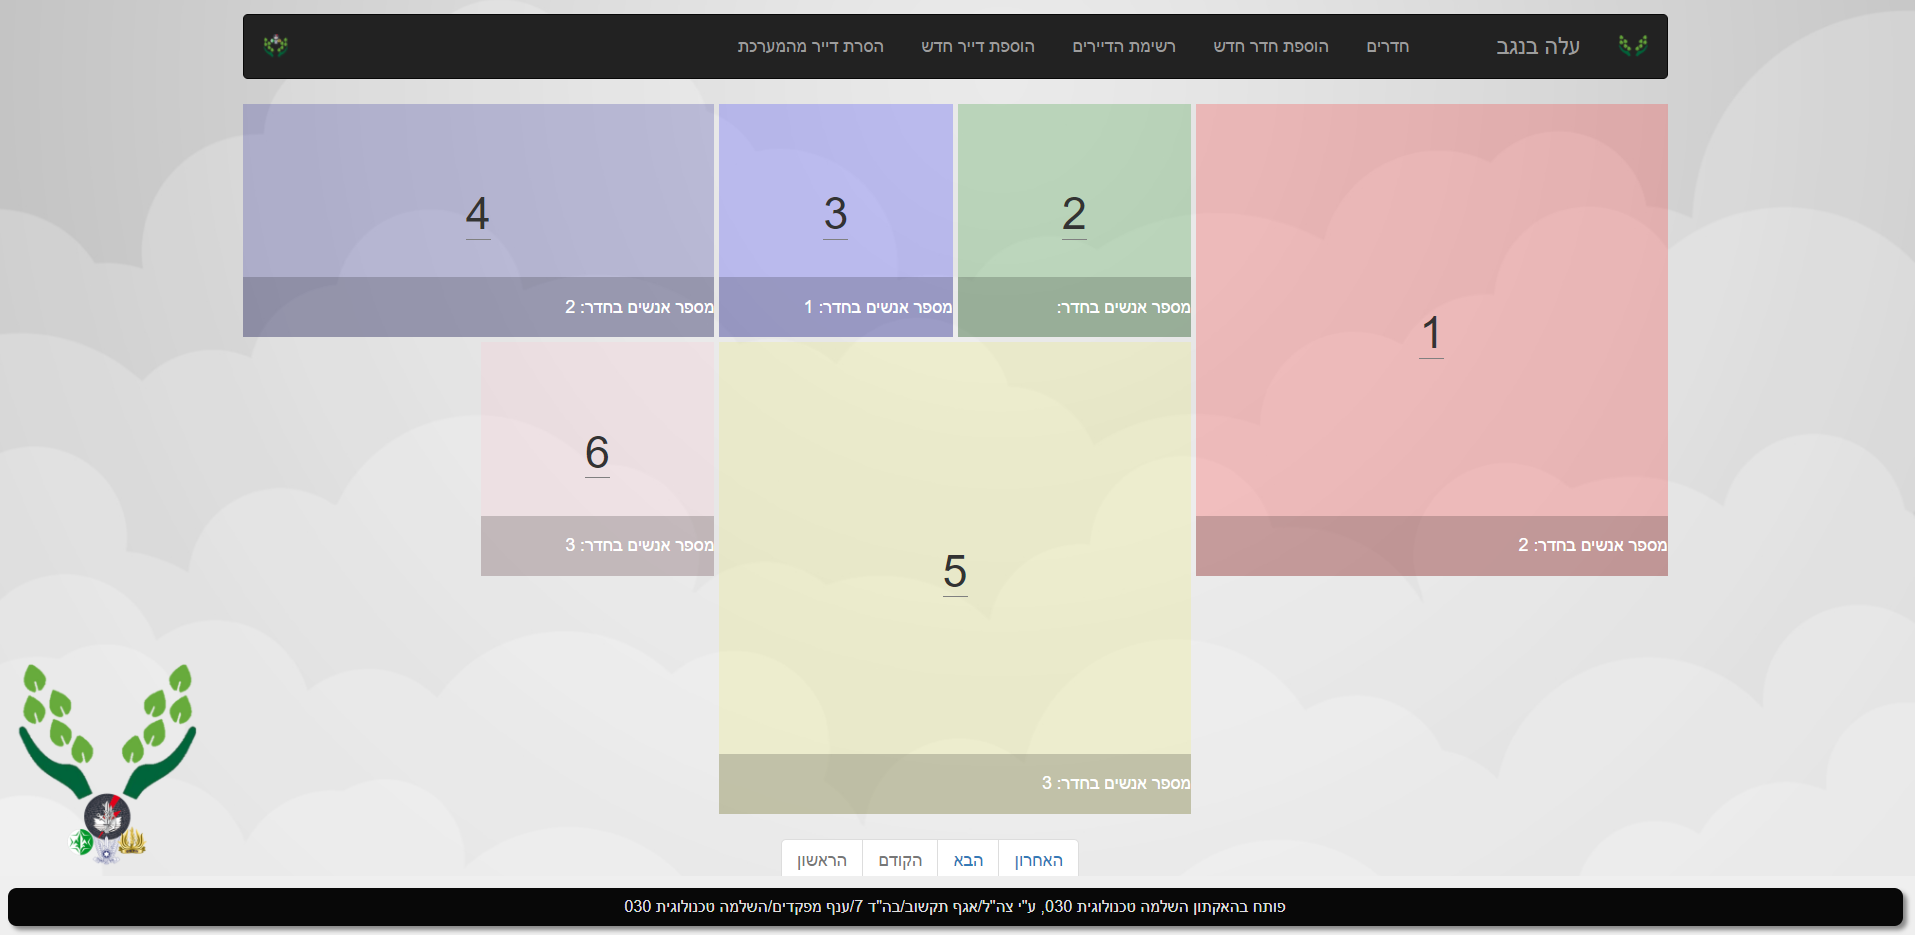 עלה בנגב
חדרים
הוספת חדר חדש
רשימת הדיירים
הוספת דייר חדש
הסרת דייר מהמערכת
1
מספר אנשים בחדר: 2
2
מספר אנשים בחדר:
3
מספר אנשים בחדר: 1
4
מספר אנשים בחדר: 2
5
מספר אנשים בחדר: 3
6
מספר אנשים בחדר: 3
האחרון
הבא
הקודם
הראשון
פותח בהאקתון השלמה טכנולוגית 030, ע"י צה"ל/אגף תקשוב/בה"ד 7/ענף מפקדים/השלמה טכנולוגית 030